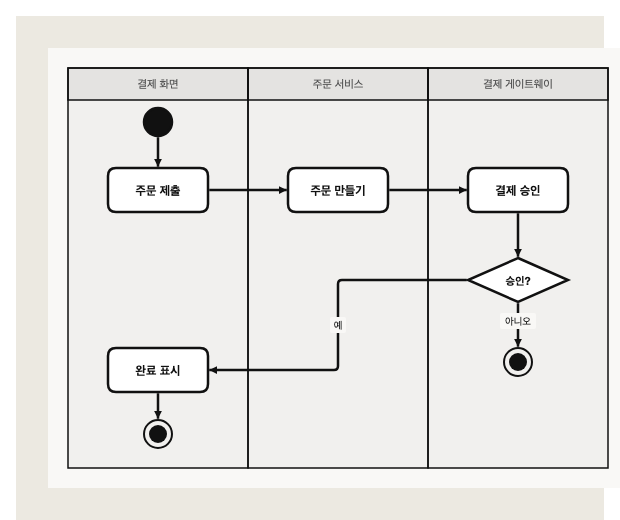 결제 화면
주문 서비스
결제 게이트웨이
주문 제출
주문 만들기
결제 승인
승인?
예
아니오
완료 표시